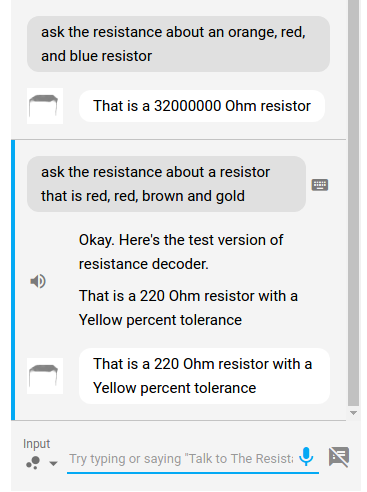 ask the resistance about an orange, red,
and blue resistor
That is a 32000000 Ohm resistor
ask the resistance about a resistor
that is red, red, brown and gold
Okay. Here's the test version of
resistance decoder.
That is a 220 Ohm resistor with a
Yellow percent tolerance
That is a 220 Ohm resistor with a
Yellow percent tolerance
Input
Try typing or saying "Talk to The Resist